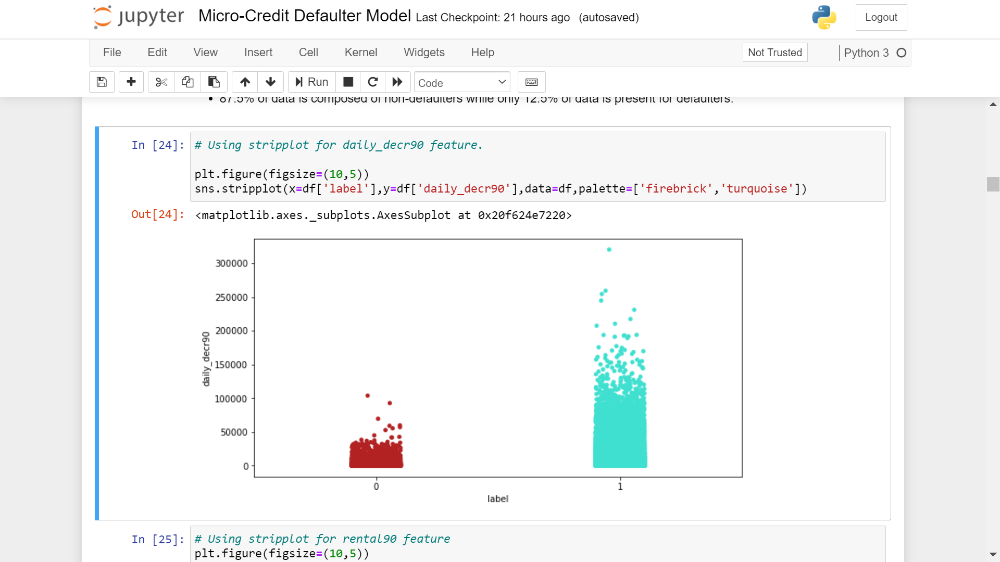 jupyter Micro-Credit Defaulter Model Last Checkpoint: 21 hours ago (autosaved) Logout
File Edit View Insert Cell Kernel Widgets Help Not Trusted Python 3
Run Code
87.5% of data is composed of non-defaulters while only 12.5% of data is present for defaulters.
In [24]: # Using stripplot for daily_decr90 feature.
plt.figure(figsize=(10,5))
sns.stripplot(x=df['label'],y=df['daily_decr90'],data=df,palette=['firebrick','turquoise'])
Out[24]: <matplotlib.axes._subplots.AxesSubplot at 0x20f624e7220>
300000
250000
200000
150000
100000
50000
0
daily_decr90
0 1
label
In [25]: # Using stripplot for rental90 feature
plt.figure(figsize=(10,5))